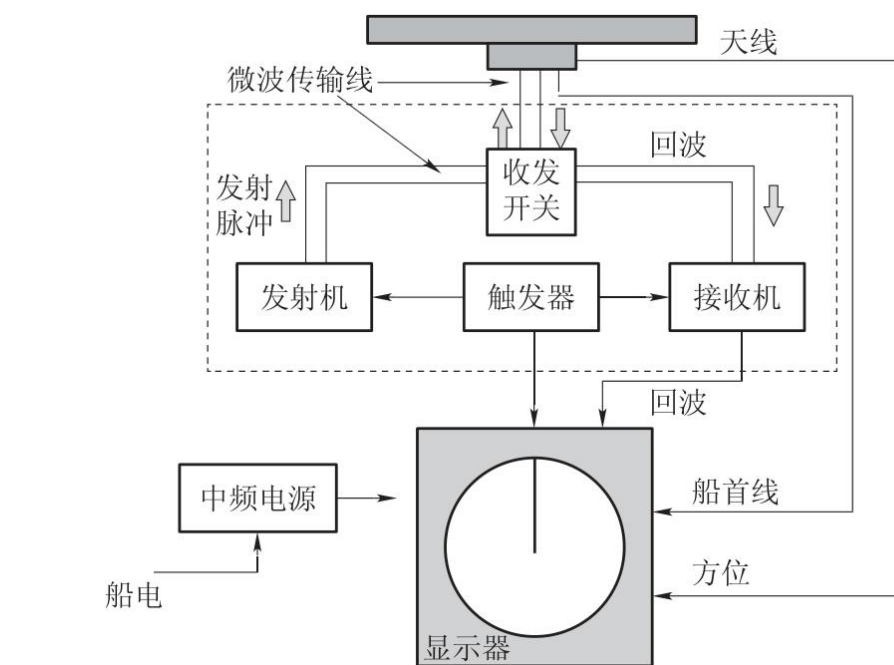 天线
微波传输线
回波
收发
开关
发射
脉冲
发射机
触发器
接收机
回波
中频电源
船首线
船电
方位
显示器